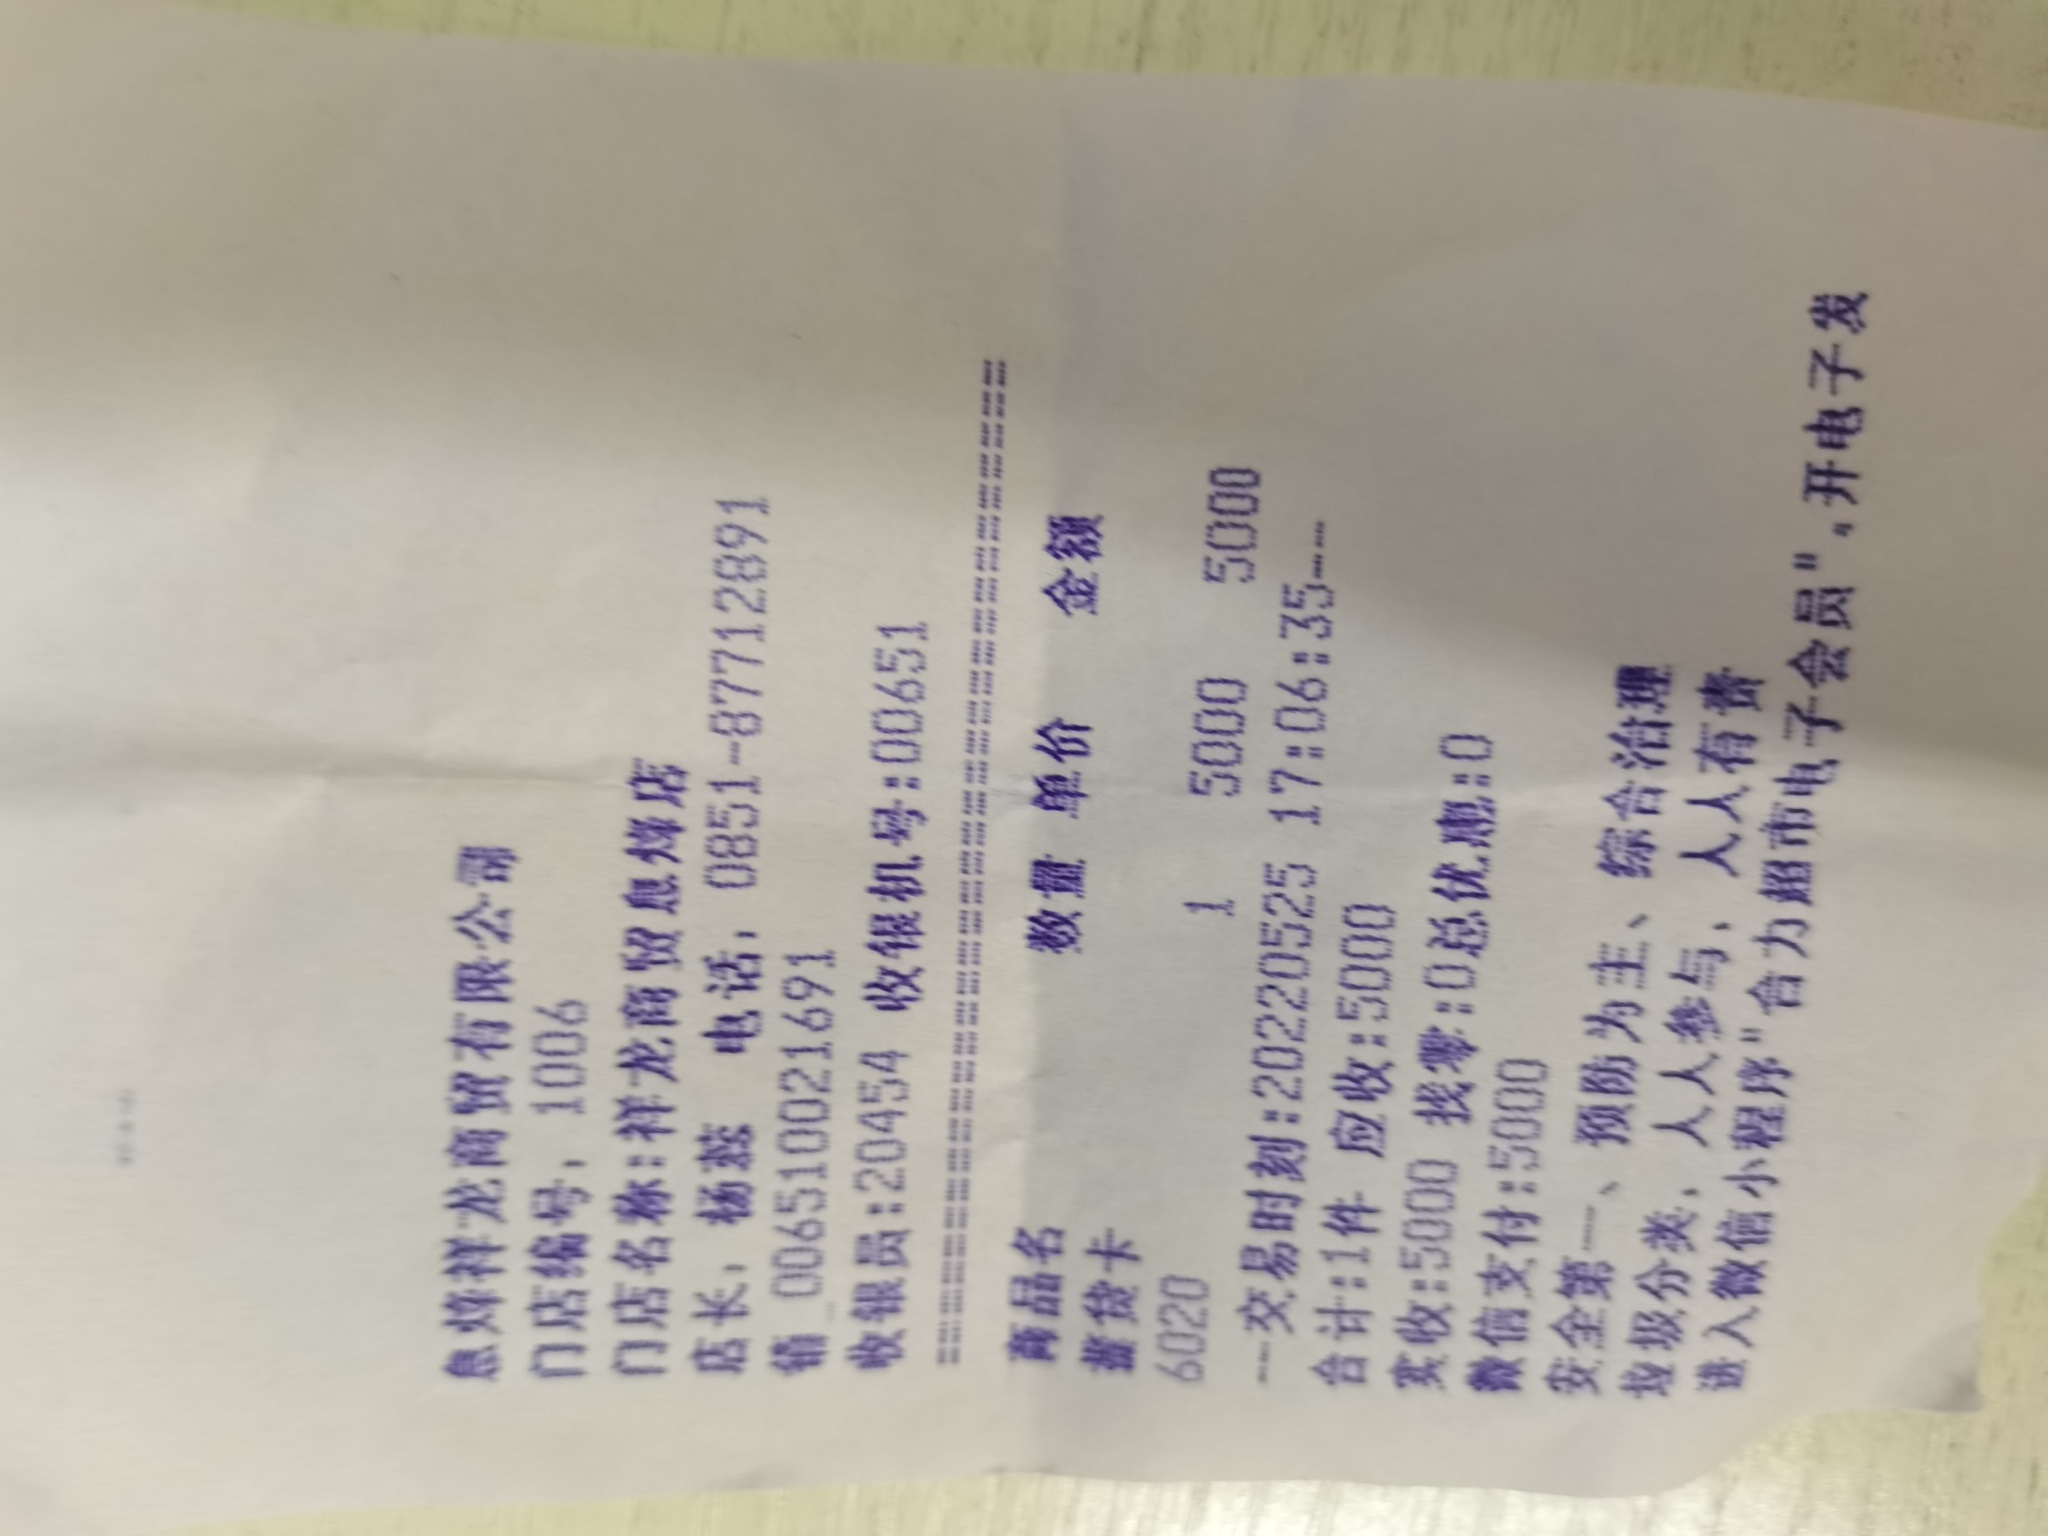 息烽祥龙商贸有限公司
门店编号：1006
门店名称:祥龙商贸息烽店
店长：杨蕊 电话：0851-87712891
销 0065100021691
收银员:20454 收银机号:00651
========================================
商品名 数量 单价 金额
蓄货卡
6020 1 5000 5000
--交易时刻:20220525 17:06:35--
合计:1件 应收:5000
实收:5000 找零:0总优惠:0
微信支付:5000
安全第一、预防为主、综合治理
垃圾分类，人人参与，人人有责
进入微信小程序"合力超市电子会员"，开电子发